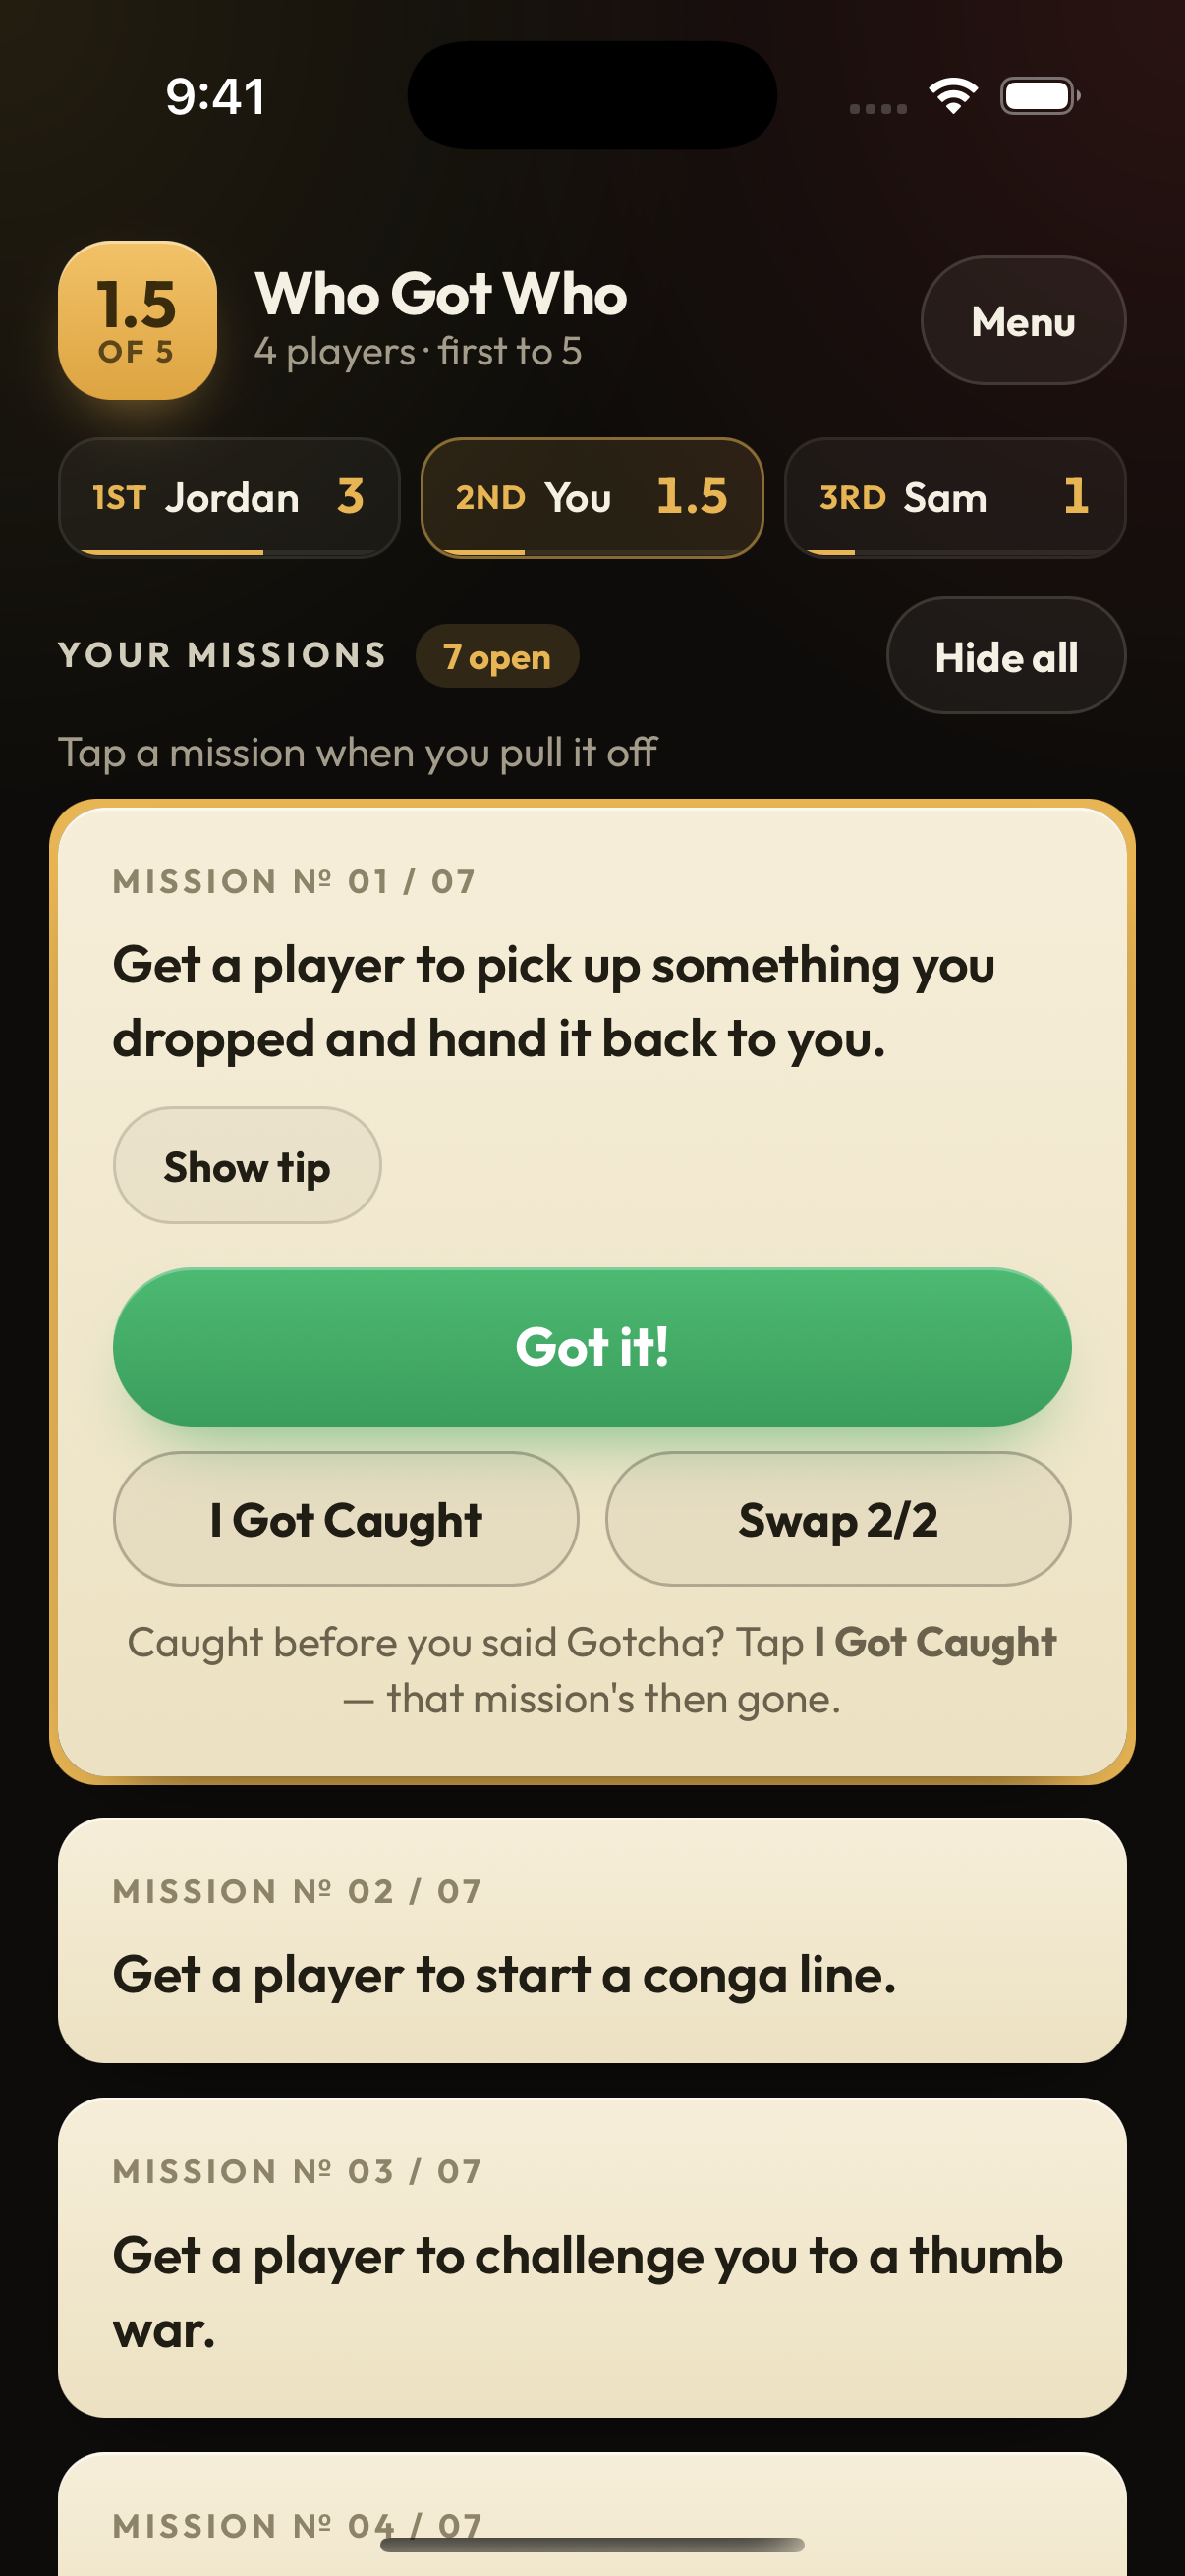 9:41
1.5
OF 5
Who Got Who
4 players · first to 5
Menu
1ST Jordan 3
2ND You 1.5
3RD Sam 1
YOUR MISSIONS
7 open
Hide all
Tap a mission when you pull it off
MISSION Nº 01 / 07
Get a player to pick up something you
dropped and hand it back to you.
Show tip
Got it!
I Got Caught
Swap 2/2
Caught before you said Gotcha? Tap I Got Caught
— that mission's then gone.
MISSION Nº 02 / 07
Get a player to start a conga line.
MISSION Nº 03 / 07
Get a player to challenge you to a thumb
war.
MISSION Nº 04 / 07